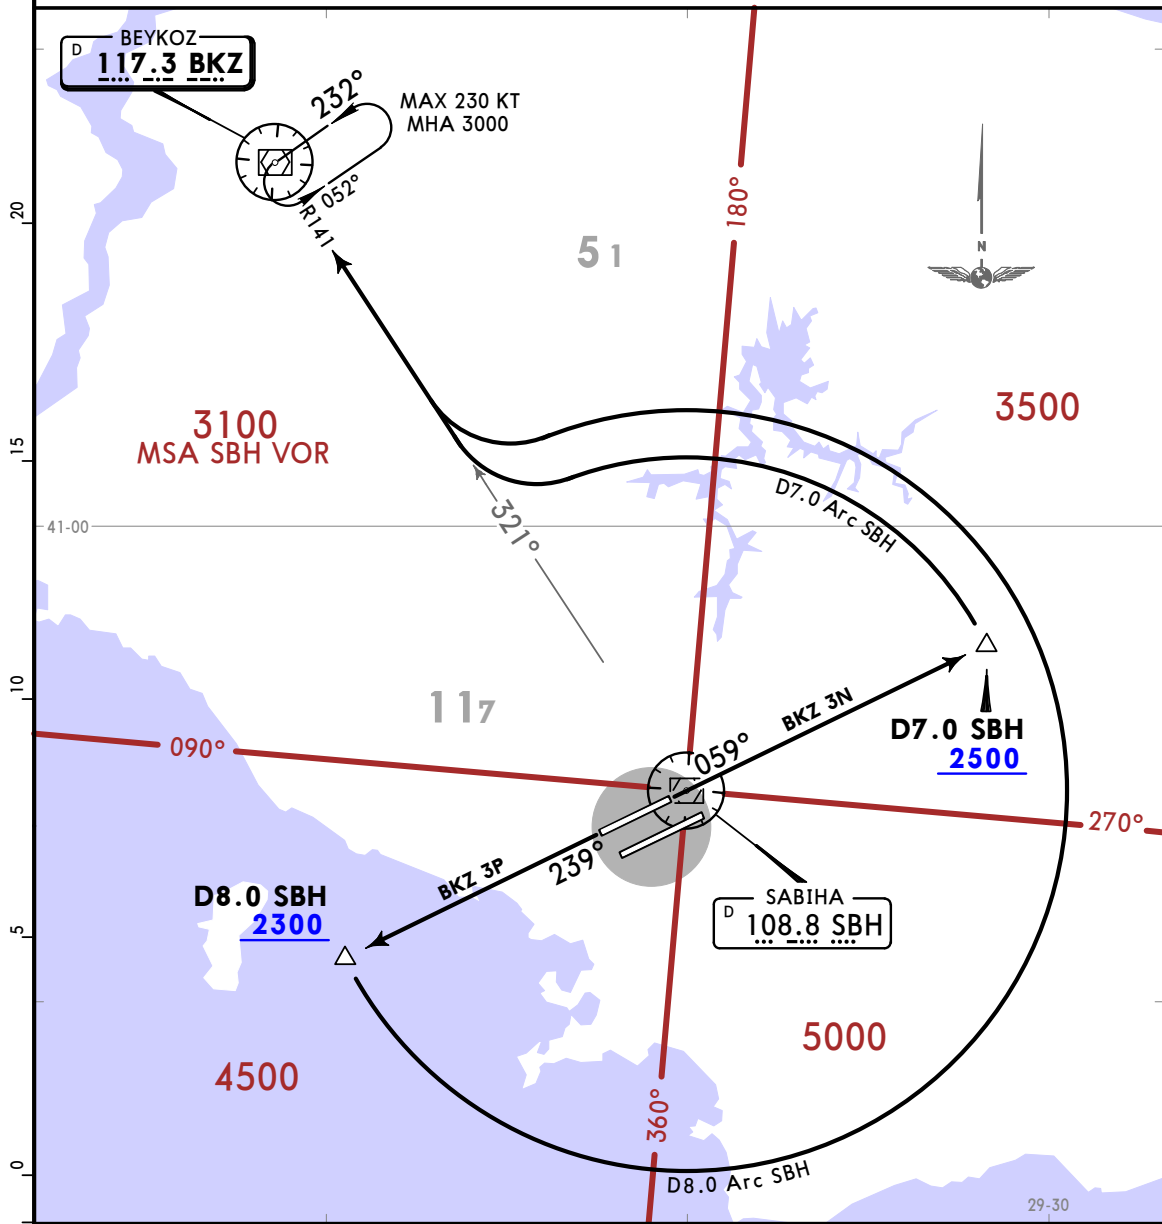 BEYKOZ
D 117.3 BKZ
232°
MAX 230 KT
MHA 3000
052°
R141
180°
N
20
51
3100
MSA SBH VOR
3500
15
D7.0 Arc SBH
321°
41-00
10
117
BKZ 3N
D7.0 SBH
2500
090°
059°
270°
239°
BKZ 3P
D8.0 SBH
2300
SABIHA
D 108.8 SBH
5
5000
4500
360°
D8.0 Arc SBH
0
29-30